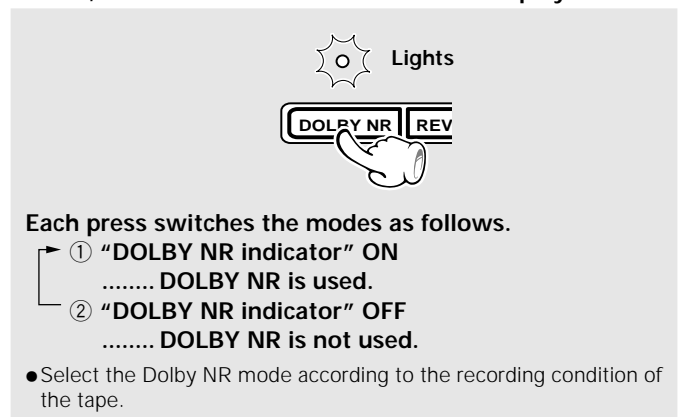 Lights
DOLBY NR REV
Each press switches the modes as follows.
① “DOLBY NR indicator” ON
........ DOLBY NR is used.
② “DOLBY NR indicator” OFF
........ DOLBY NR is not used.
●Select the Dolby NR mode according to the recording condition of
the tape.